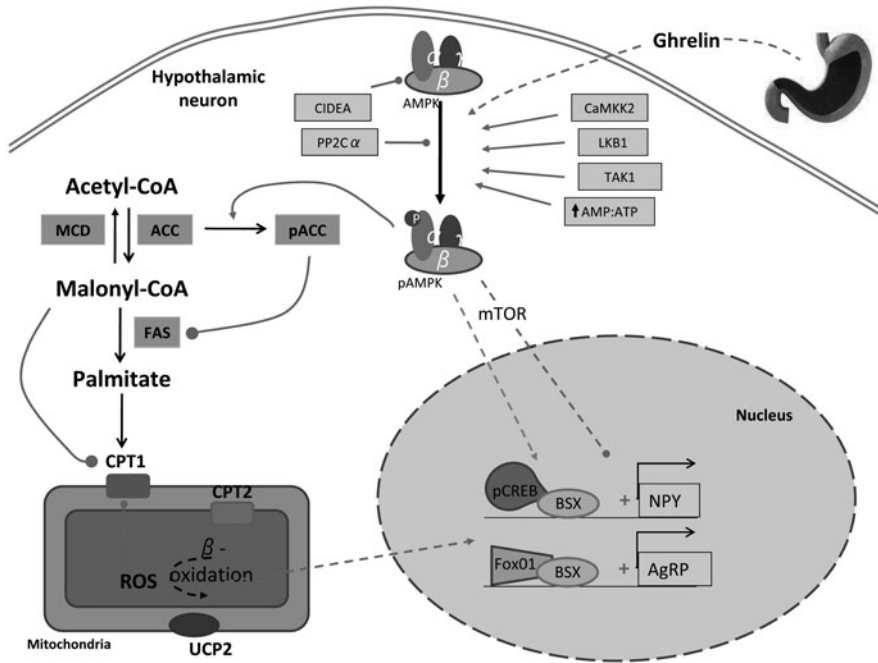 Ghrelin
Hypothalamic
neuron
α γ
β
AMPK
CIDEA
PP2C α
CaMKK2
LKB1
TAK1
AMP:ATP
Acetyl-CoA
MCD
ACC
pACC
P
α γ
β
pAMPK
Malonyl-CoA
mTOR
FAS
Palmitate
Nucleus
CPT1
CPT2
pCREB
BSX
+
NPY
β-
oxidation
ROS
Fox01
BSX
+
AgRP
Mitochondria
UCP2